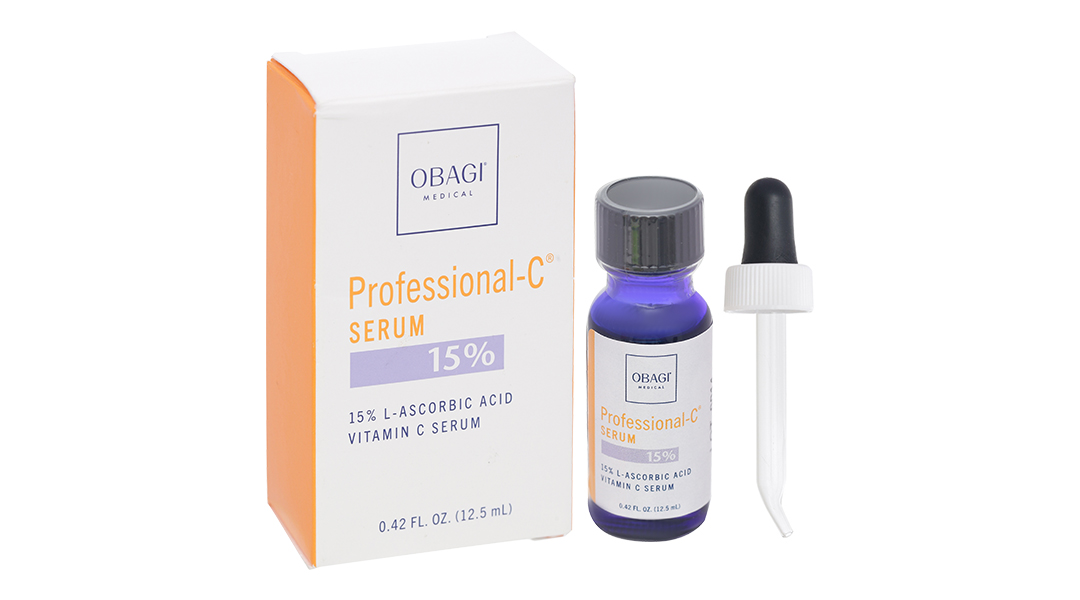 OBAGI®
MEDICAL
Professional-C®
SERUM
15%
15% L-ASCORBIC ACID
VITAMIN C SERUM
0.42 FL. OZ. (12.5 mL)
OBAGI
MEDICAL
Professional-C®
SERUM
15%
15% L-ASCORBIC ACID
VITAMIN C SERUM
0.42 FL. OZ. (12.5 mL)